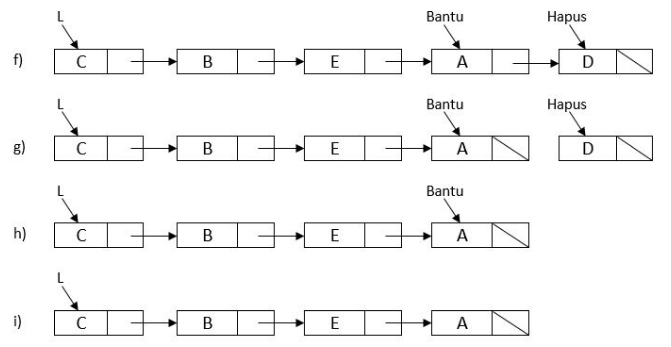 L Bantu Hapus
f) C B E A D
L Bantu Hapus
g) C B E A D
L Bantu
h) C B E A
L
i) C B E A